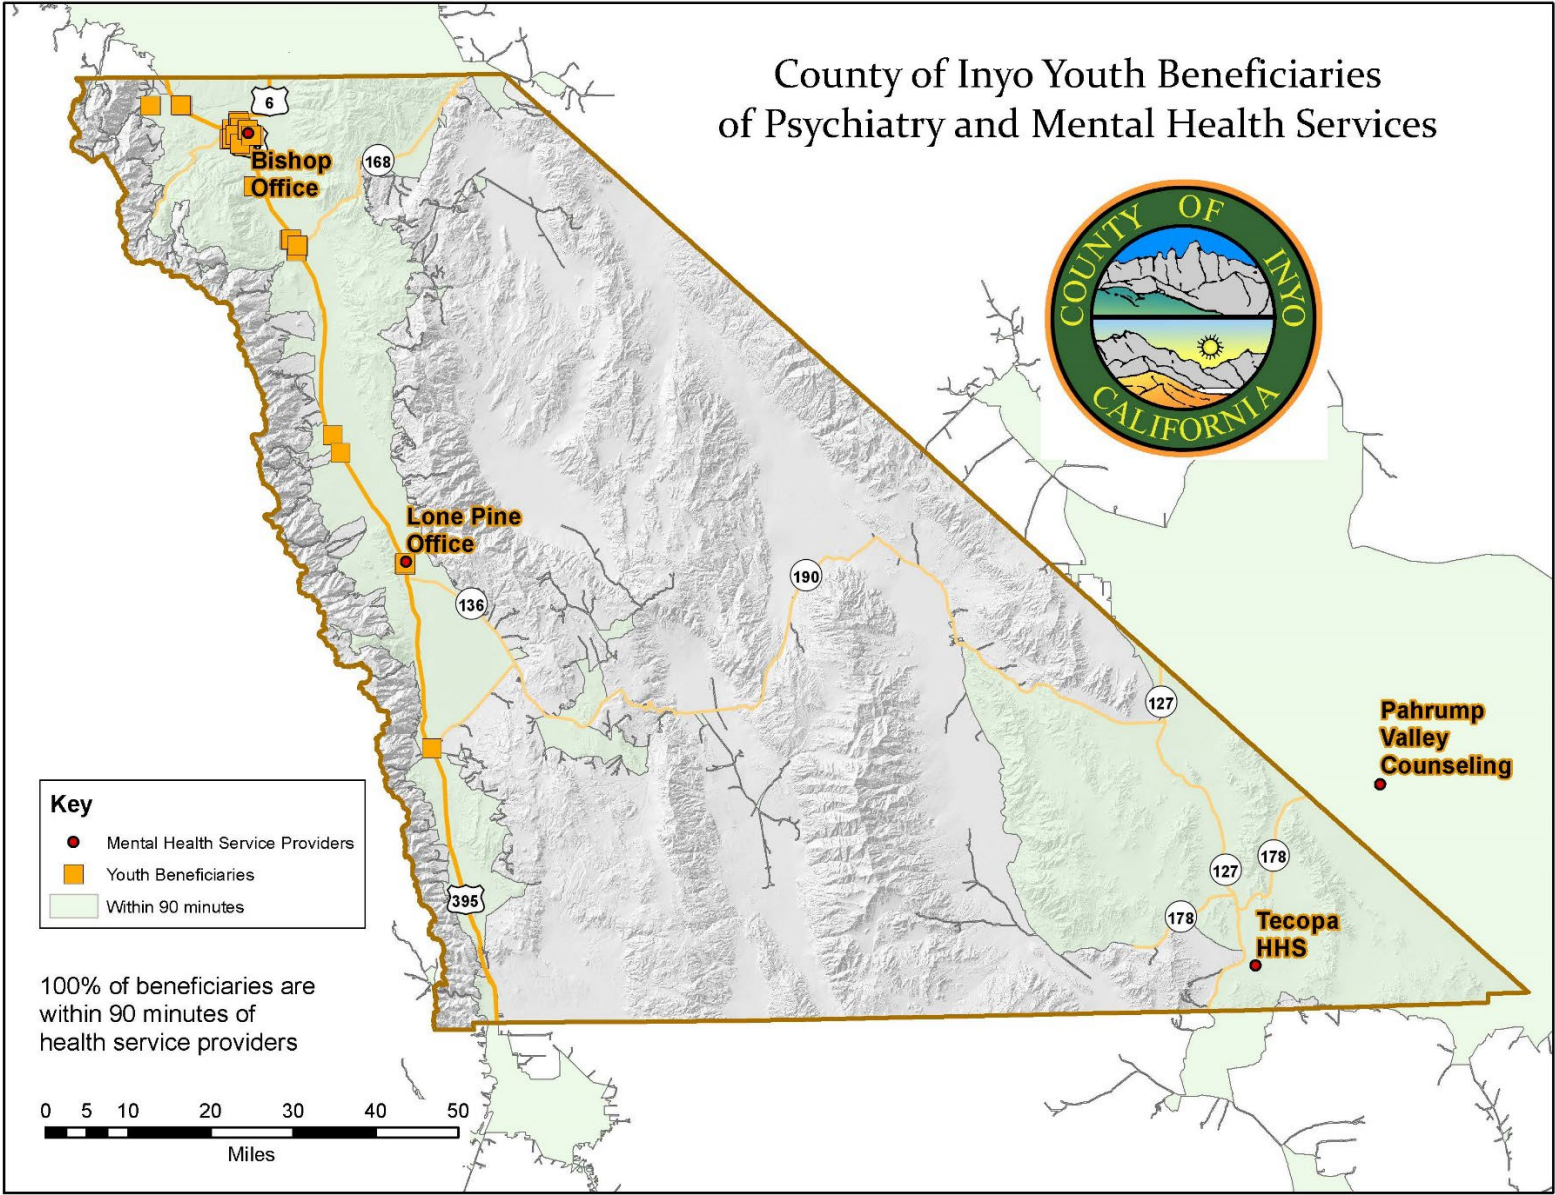 County of Inyo Youth Beneficiaries
of Psychiatry and Mental Health Services
COUNTY OF INYO
CALIFORNIA
6
Bishop
Office
168
Lone Pine
Office
136
190
127
Pahrump
Valley
Counseling
127
178
178
Tecopa
HHS
395
Key
Mental Health Service Providers
Youth Beneficiaries
Within 90 minutes
100% of beneficiaries are
within 90 minutes of
health service providers
0 5 10 20 30 40 50
Miles